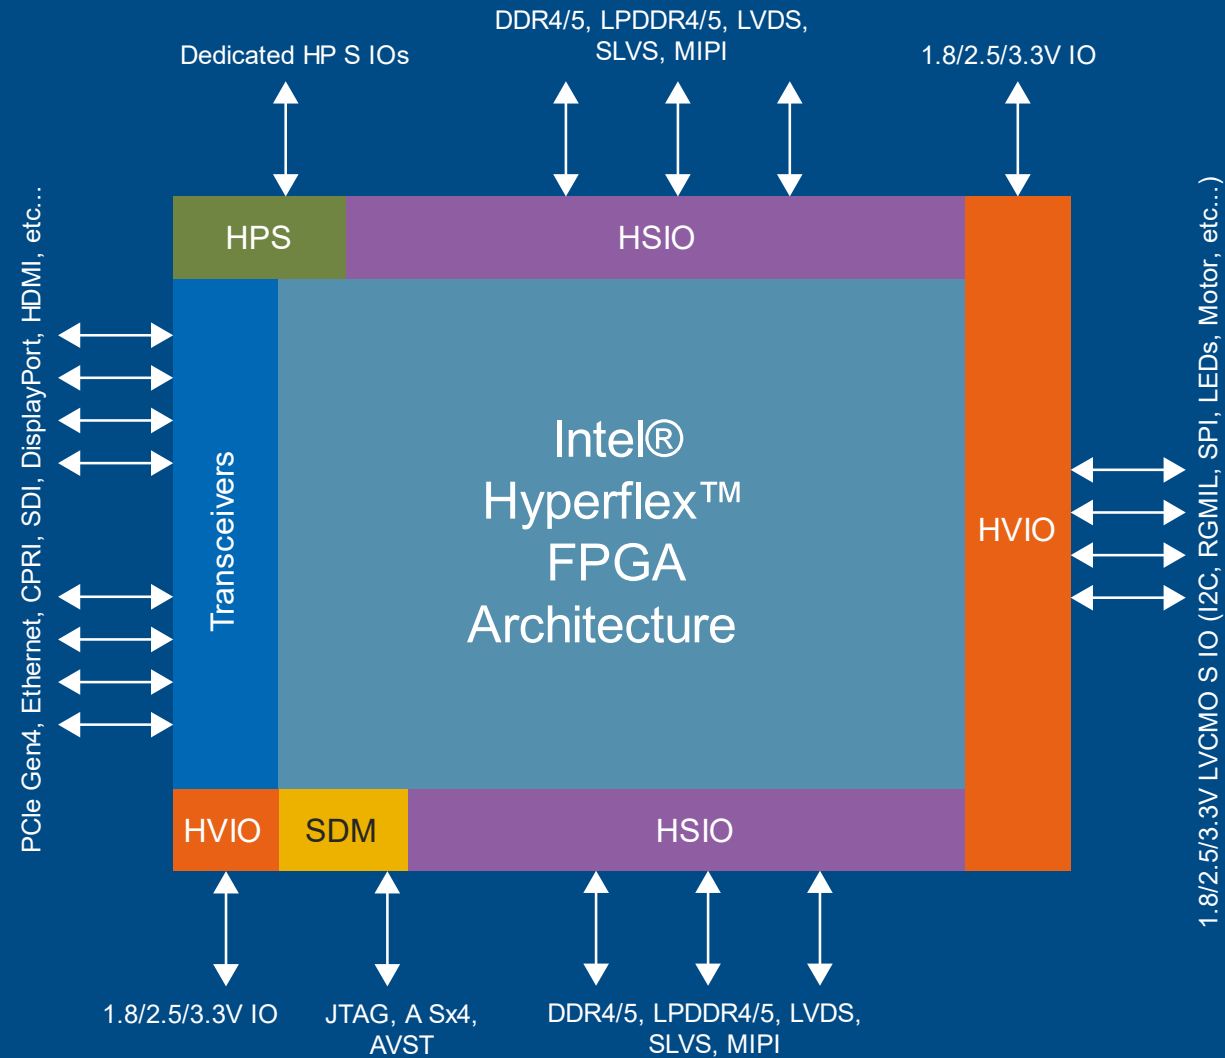 DDR4/5, LPDDR4/5, LVDS,
SLVS, MIPI
Dedicated HP S IOs
1.8/2.5/3.3V IO
HPS
HSIO
PCIe Gen4, Ethernet, CPRI, SDI, DisplayPort, HDMI, etc...
Transceivers
Intel®
Hyperflex™
FPGA
Architecture
HVIO
1.8/2.5/3.3V LVCMO S IO (I2C, RGMIL, SPI, LEDs, Motor, etc...)
HVIO
SDM
HSIO
1.8/2.5/3.3V IO
JTAG, A Sx4,
AVST
DDR4/5, LPDDR4/5, LVDS,
SLVS, MIPI